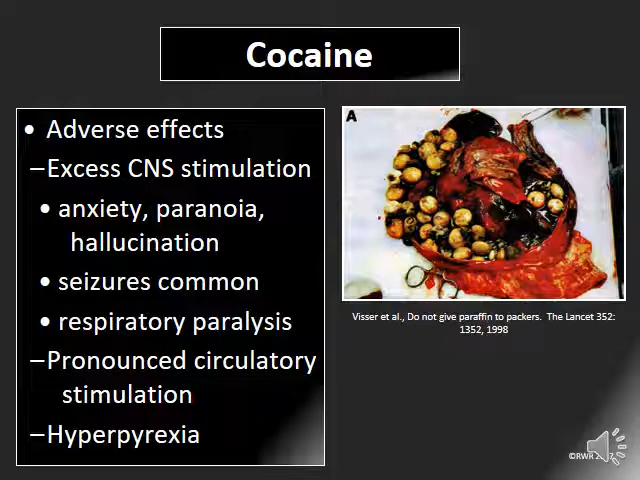 Cocaine
• Adverse effects
–Excess CNS stimulation
• anxiety, paranoia,
hallucination
• seizures common
• respiratory paralysis
–Pronounced circulatory
stimulation
–Hyperpyrexia
A
Visser et al., Do not give paraffin to packers. The Lancet 352:
1352, 1998
©RWR